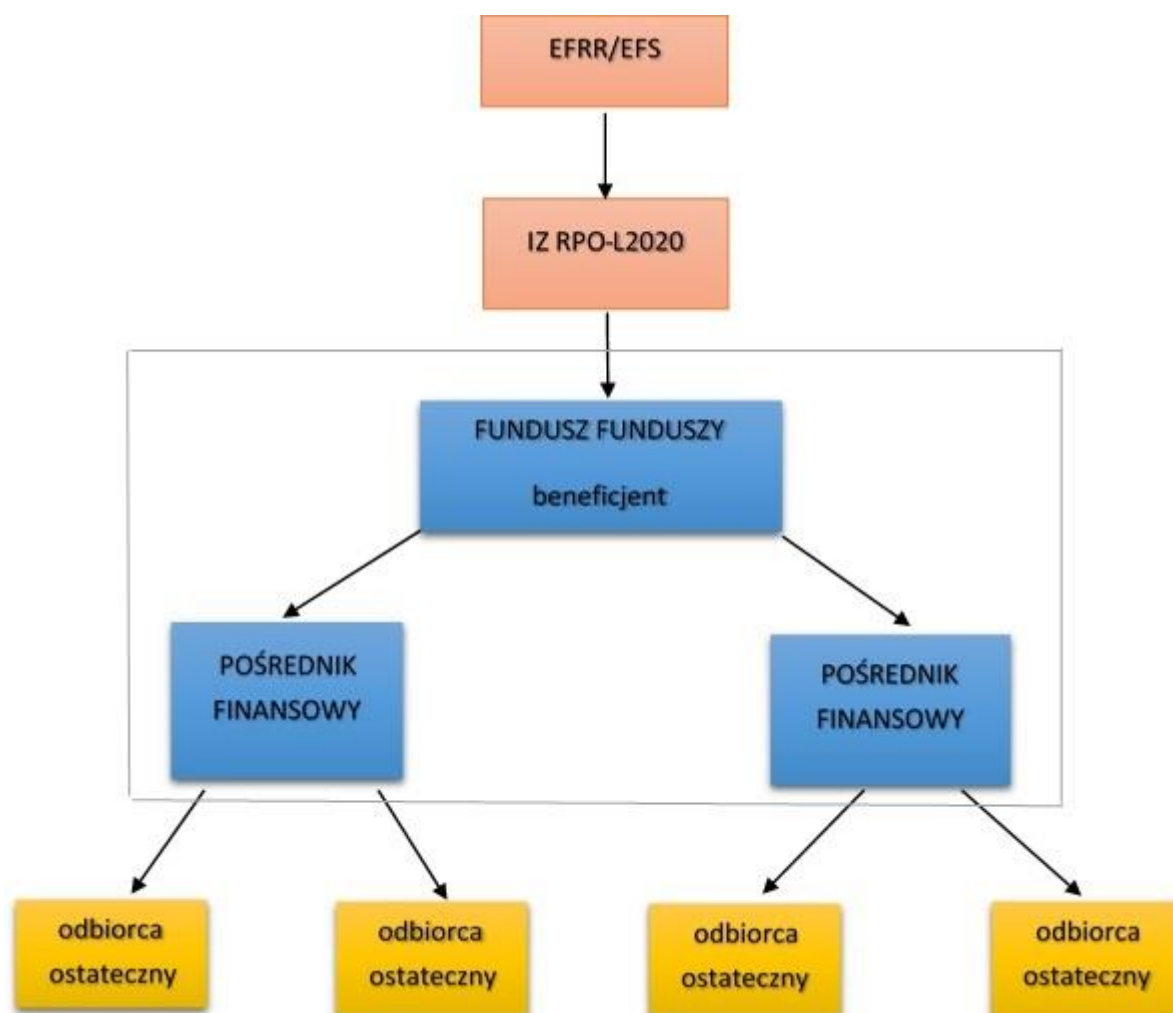 EFRR/EFS
IZ RPO-L2020
FUNDUSZ FUNDUSZY
beneficjent
POŚREDNIK
FINANSOWY
POŚREDNIK
FINANSOWY
odbiorca
ostateczny
odbiorca
ostateczny
odbiorca
ostateczny
odbiorca
ostateczny